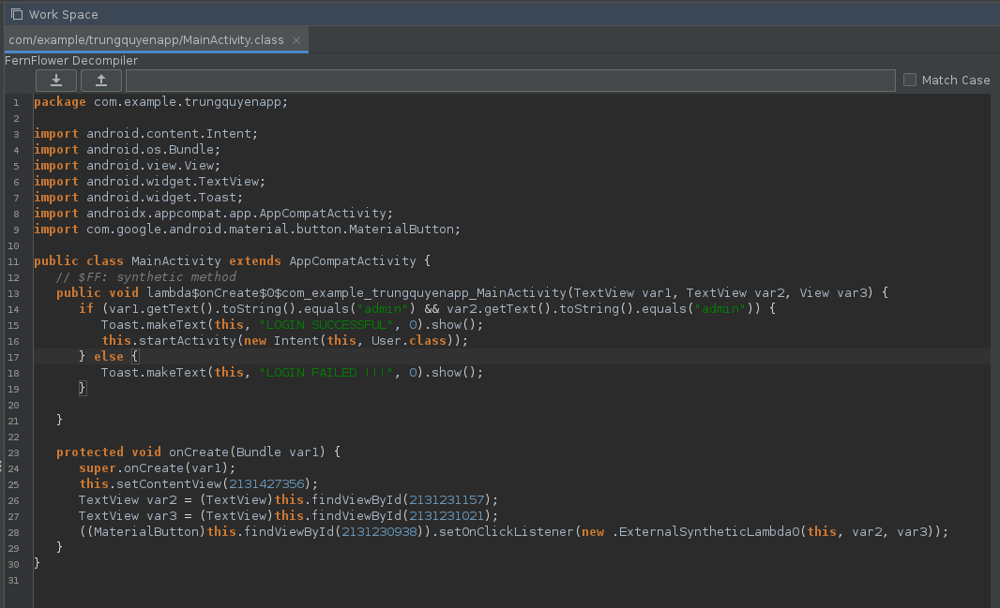 Work Space
com/example/trungquyenapp/MainActivity.class ×
FernFlower Decompiler
Match Case
1 package com.example.trungquyenapp;
2
3 import android.content.Intent;
4 import android.os.Bundle;
5 import android.view.View;
6 import android.widget.TextView;
7 import android.widget.Toast;
8 import androidx.appcompat.app.AppCompatActivity;
9 import com.google.android.material.button.MaterialButton;
10
11 public class MainActivity extends AppCompatActivity {
12 // $FF: synthetic method
13 public void lambda$onCreate$0$com_example_trungquyenapp_MainActivity(TextView var1, TextView var2, View var3) {
14 if (var1.getText().toString().equals("admin") && var2.getText().toString().equals("admin")) {
15 Toast.makeText(this, "LOGIN SUCCESSFUL", 0).show();
16 this.startActivity(new Intent(this, User.class));
17 } else {
18 Toast.makeText(this, "LOGIN FAILED !!!", 0).show();
19 }
20
21 }
22
23 protected void onCreate(Bundle var1) {
24 super.onCreate(var1);
25 this.setContentView(2131427356);
26 TextView var2 = (TextView)this.findViewById(2131231157);
27 TextView var3 = (TextView)this.findViewById(2131231021);
28 ((MaterialButton)this.findViewById(2131230938)).setOnClickListener(new .ExternalSyntheticLambda0(this, var2, var3));
29 }
30 }
31